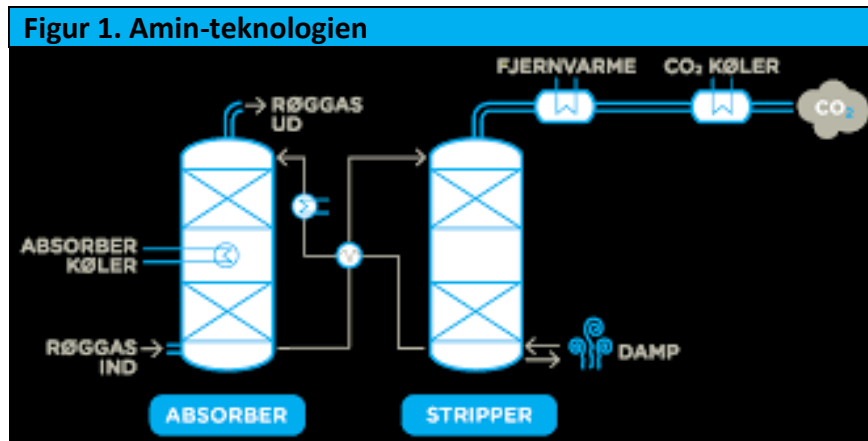 Figur 1. Amin-teknologien
FJERNVARME
CO₂ KØLER
RØGGAS
UD
CO₂
ABSORBER
KØLER
RØGGAS
IND
DAMP
ABSORBER
STRIPPER